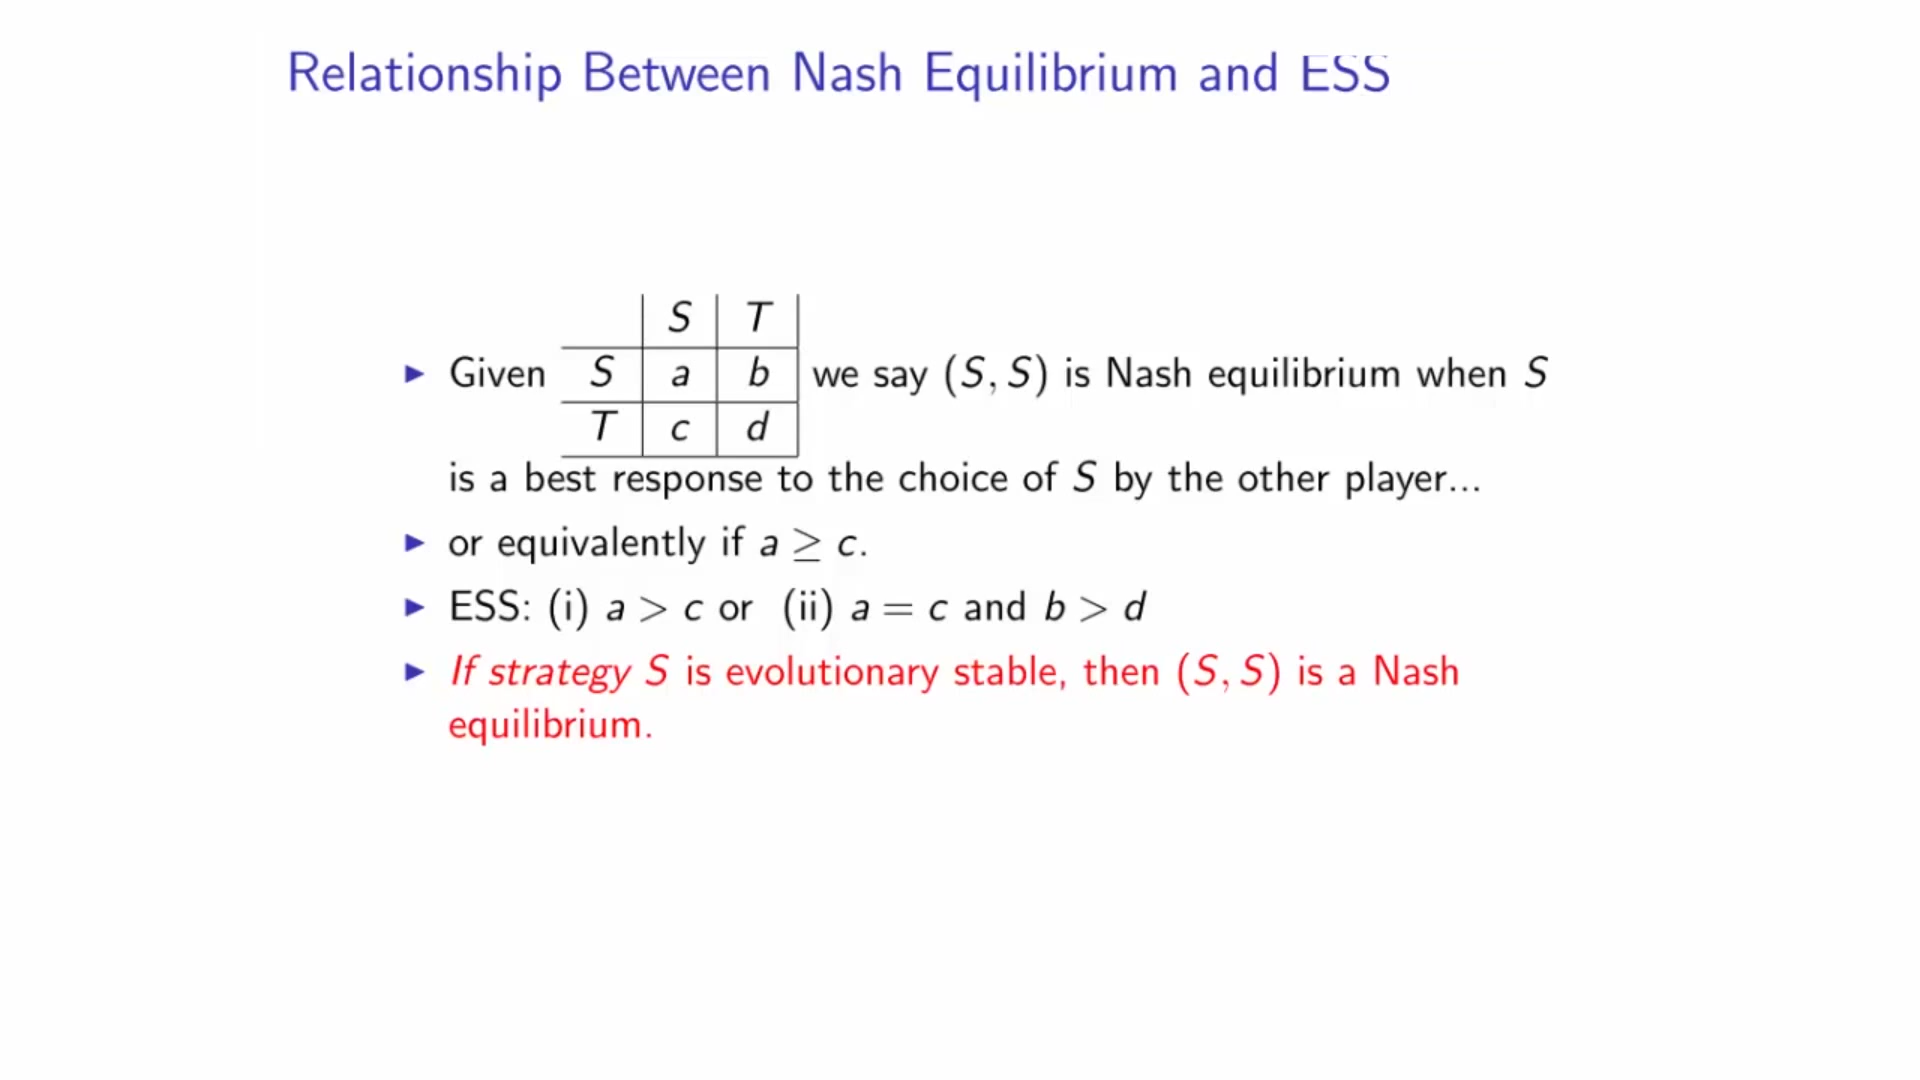 Relationship Between Nash Equilibrium and ESS
S T
▶ Given S a b we say (S, S) is Nash equilibrium when S
T c d
is a best response to the choice of S by the other player...
▶ or equivalently if a ≥ c.
▶ ESS: (i) a > c or (ii) a = c and b > d
▶ If strategy S is evolutionary stable, then (S, S) is a Nash
equilibrium.